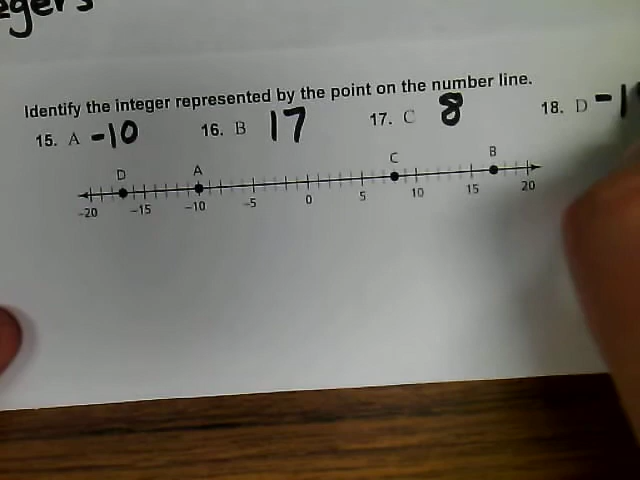 Identify the integer represented by the point on the number line.
15. A -10 16. B 17 17. C 8 18. D
D A C B
-20 -15 -10 -5 0 5 10 15 20